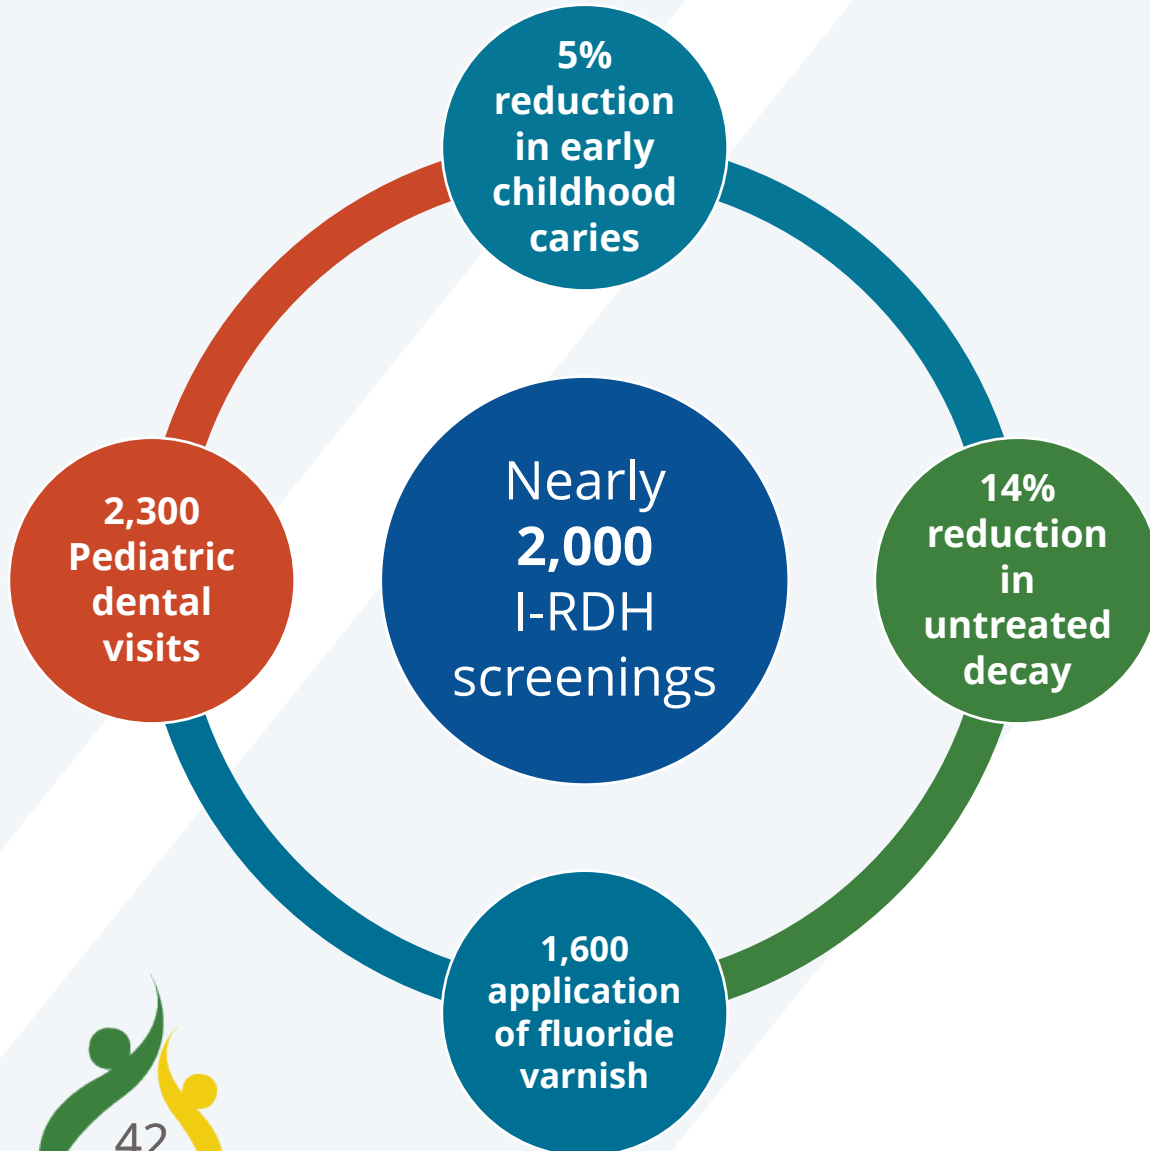 5%
reduction
in early
childhood
caries
2,300
Pediatric
dental
visits
Nearly
2,000
I-RDH
screenings
14%
reduction
in
untreated
decay
1,600
application
of fluoride
varnish
42